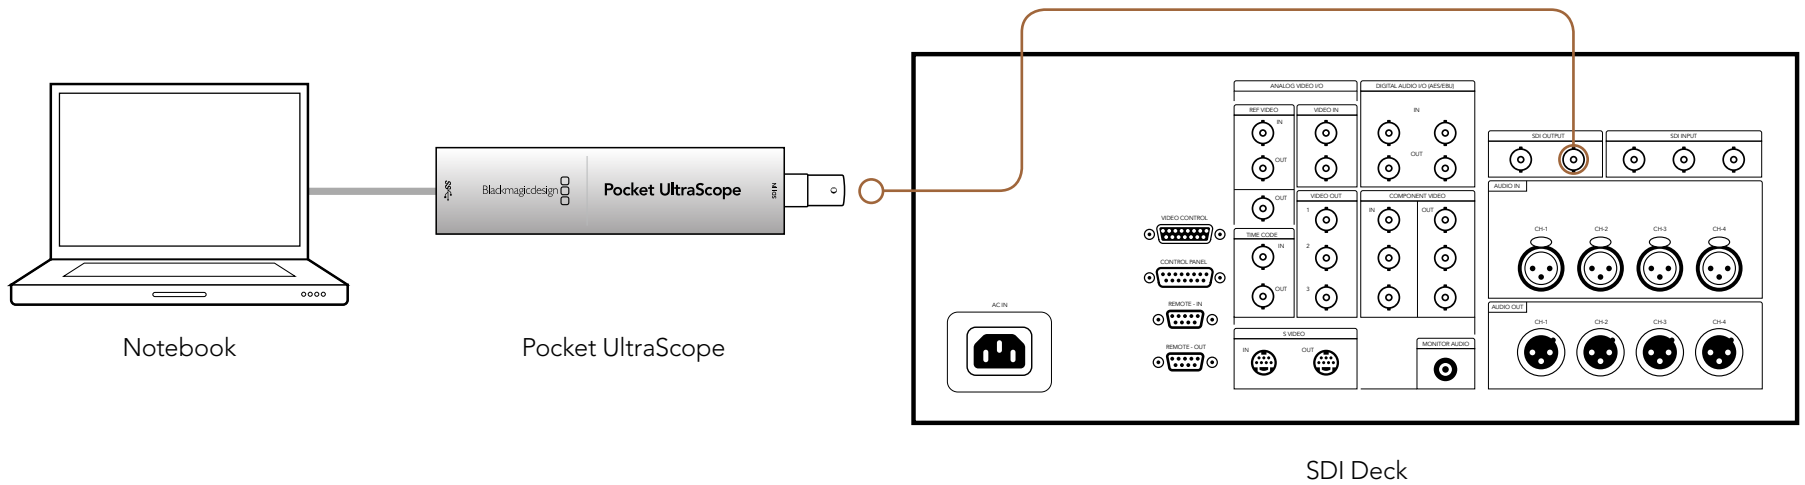 Notebook
SS
Blackmagicdesign
Pocket UltraScope
SDI IN
Pocket UltraScope
AC IN
VIDEO CONTROL
CONTROL PANEL
REMOTE - IN
REMOTE - OUT
ANALOG VIDEO I/O
REF VIDEO
IN
OUT
OUT
VIDEO IN
TIME CODE
IN
OUT
VIDEO OUT
1
2
3
S VIDEO
IN
OUT
DIGITAL AUDIO I/O (AES/EBU)
IN
OUT
COMPONENT VIDEO
IN
OUT
MONITOR AUDIO
SDI OUTPUT
SDI INPUT
AUDIO IN
CH-1 CH-2 CH-3 CH-4
AUDIO OUT
CH-1 CH-2 CH-3 CH-4
SDI Deck